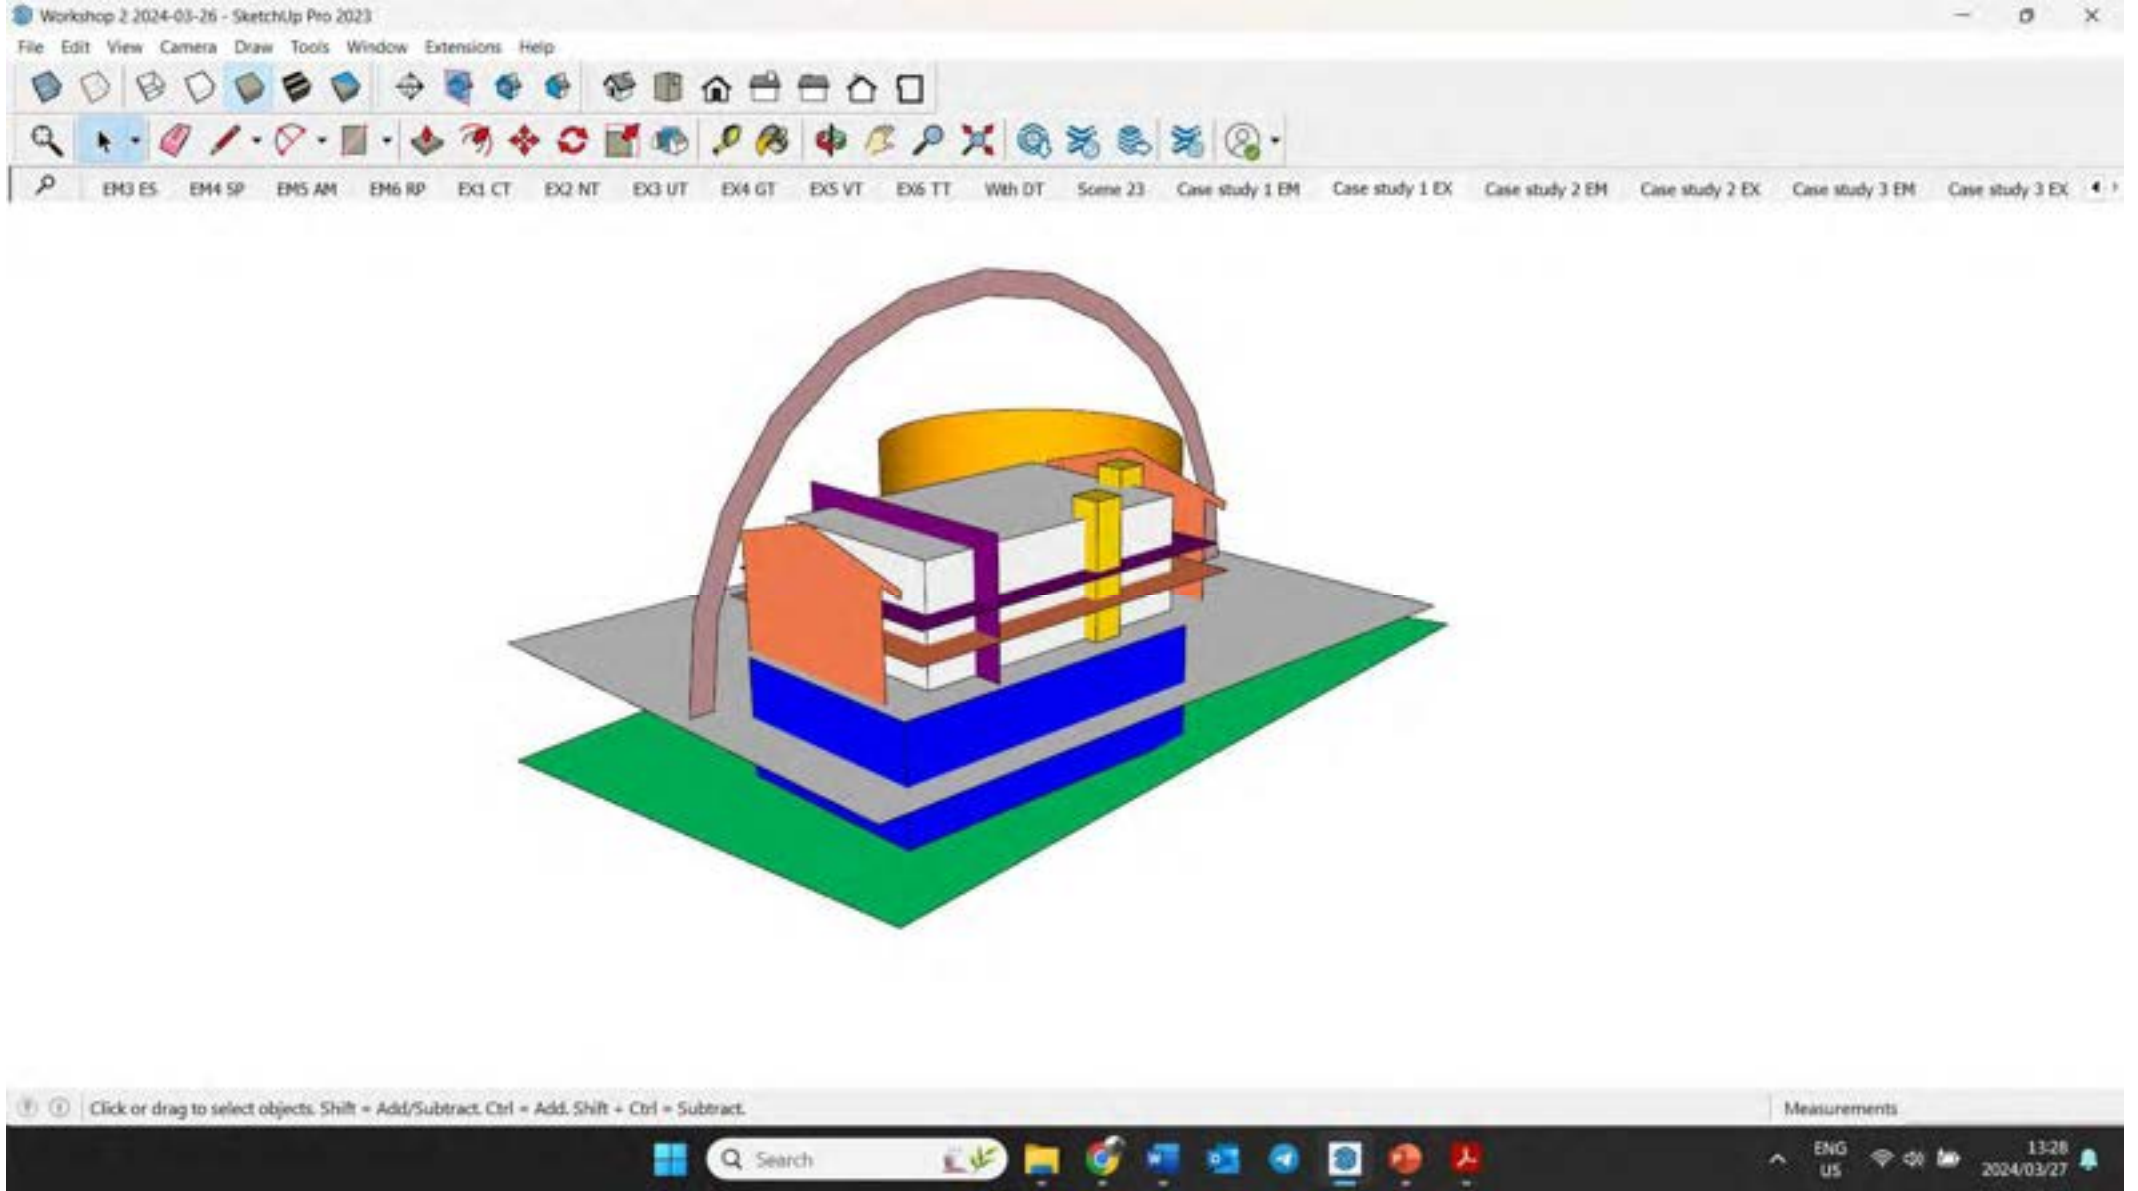 Workshop 2 2024-03-26 - SketchUp Pro 2023
File Edit View Camera Draw Tools Window Extensions Help
EM3 ES EM4 SP EM5 AM EM6 RP EX1 CT EX2 NT EX3 UT EX4 GT EX5 VT EX6 TT With DT Scene 23 Case study 1 EM Case study 1 EX Case study 2 EM Case study 2 EX Case study 3 EM Case study 3 EX
Click or drag to select objects. Shift = Add/Subtract. Ctrl = Add. Shift + Ctrl = Subtract.
Measurements
Search
ENG
US
13:28
2024/03/27